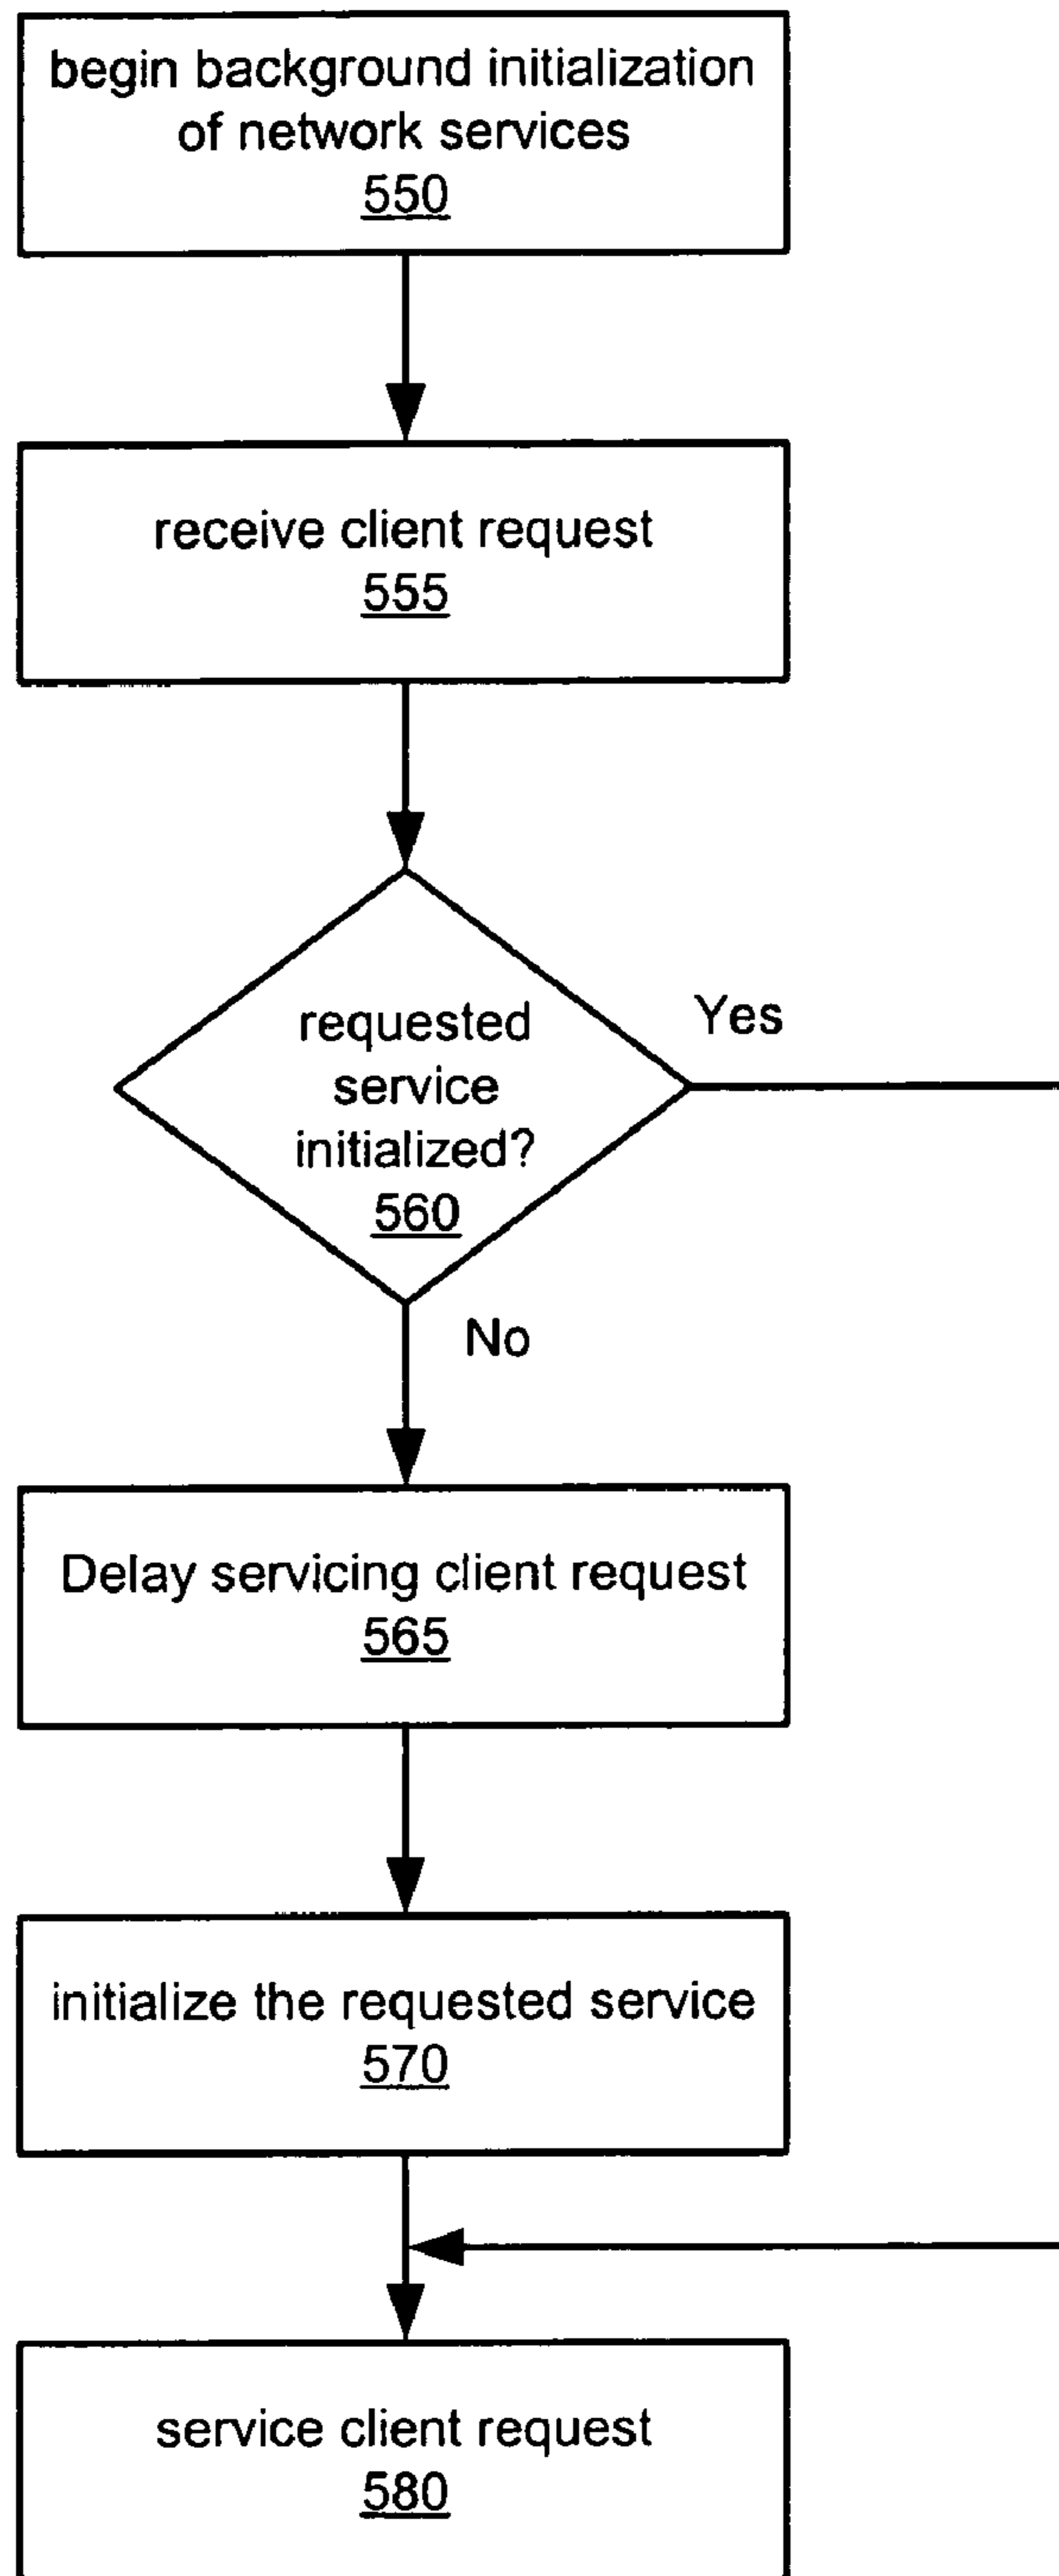 begin background initialization
of network services
550
receive client request
555
requested
service
initialized?
560
Yes
No
Delay servicing client request
565
initialize the requested service
570
service client request
580